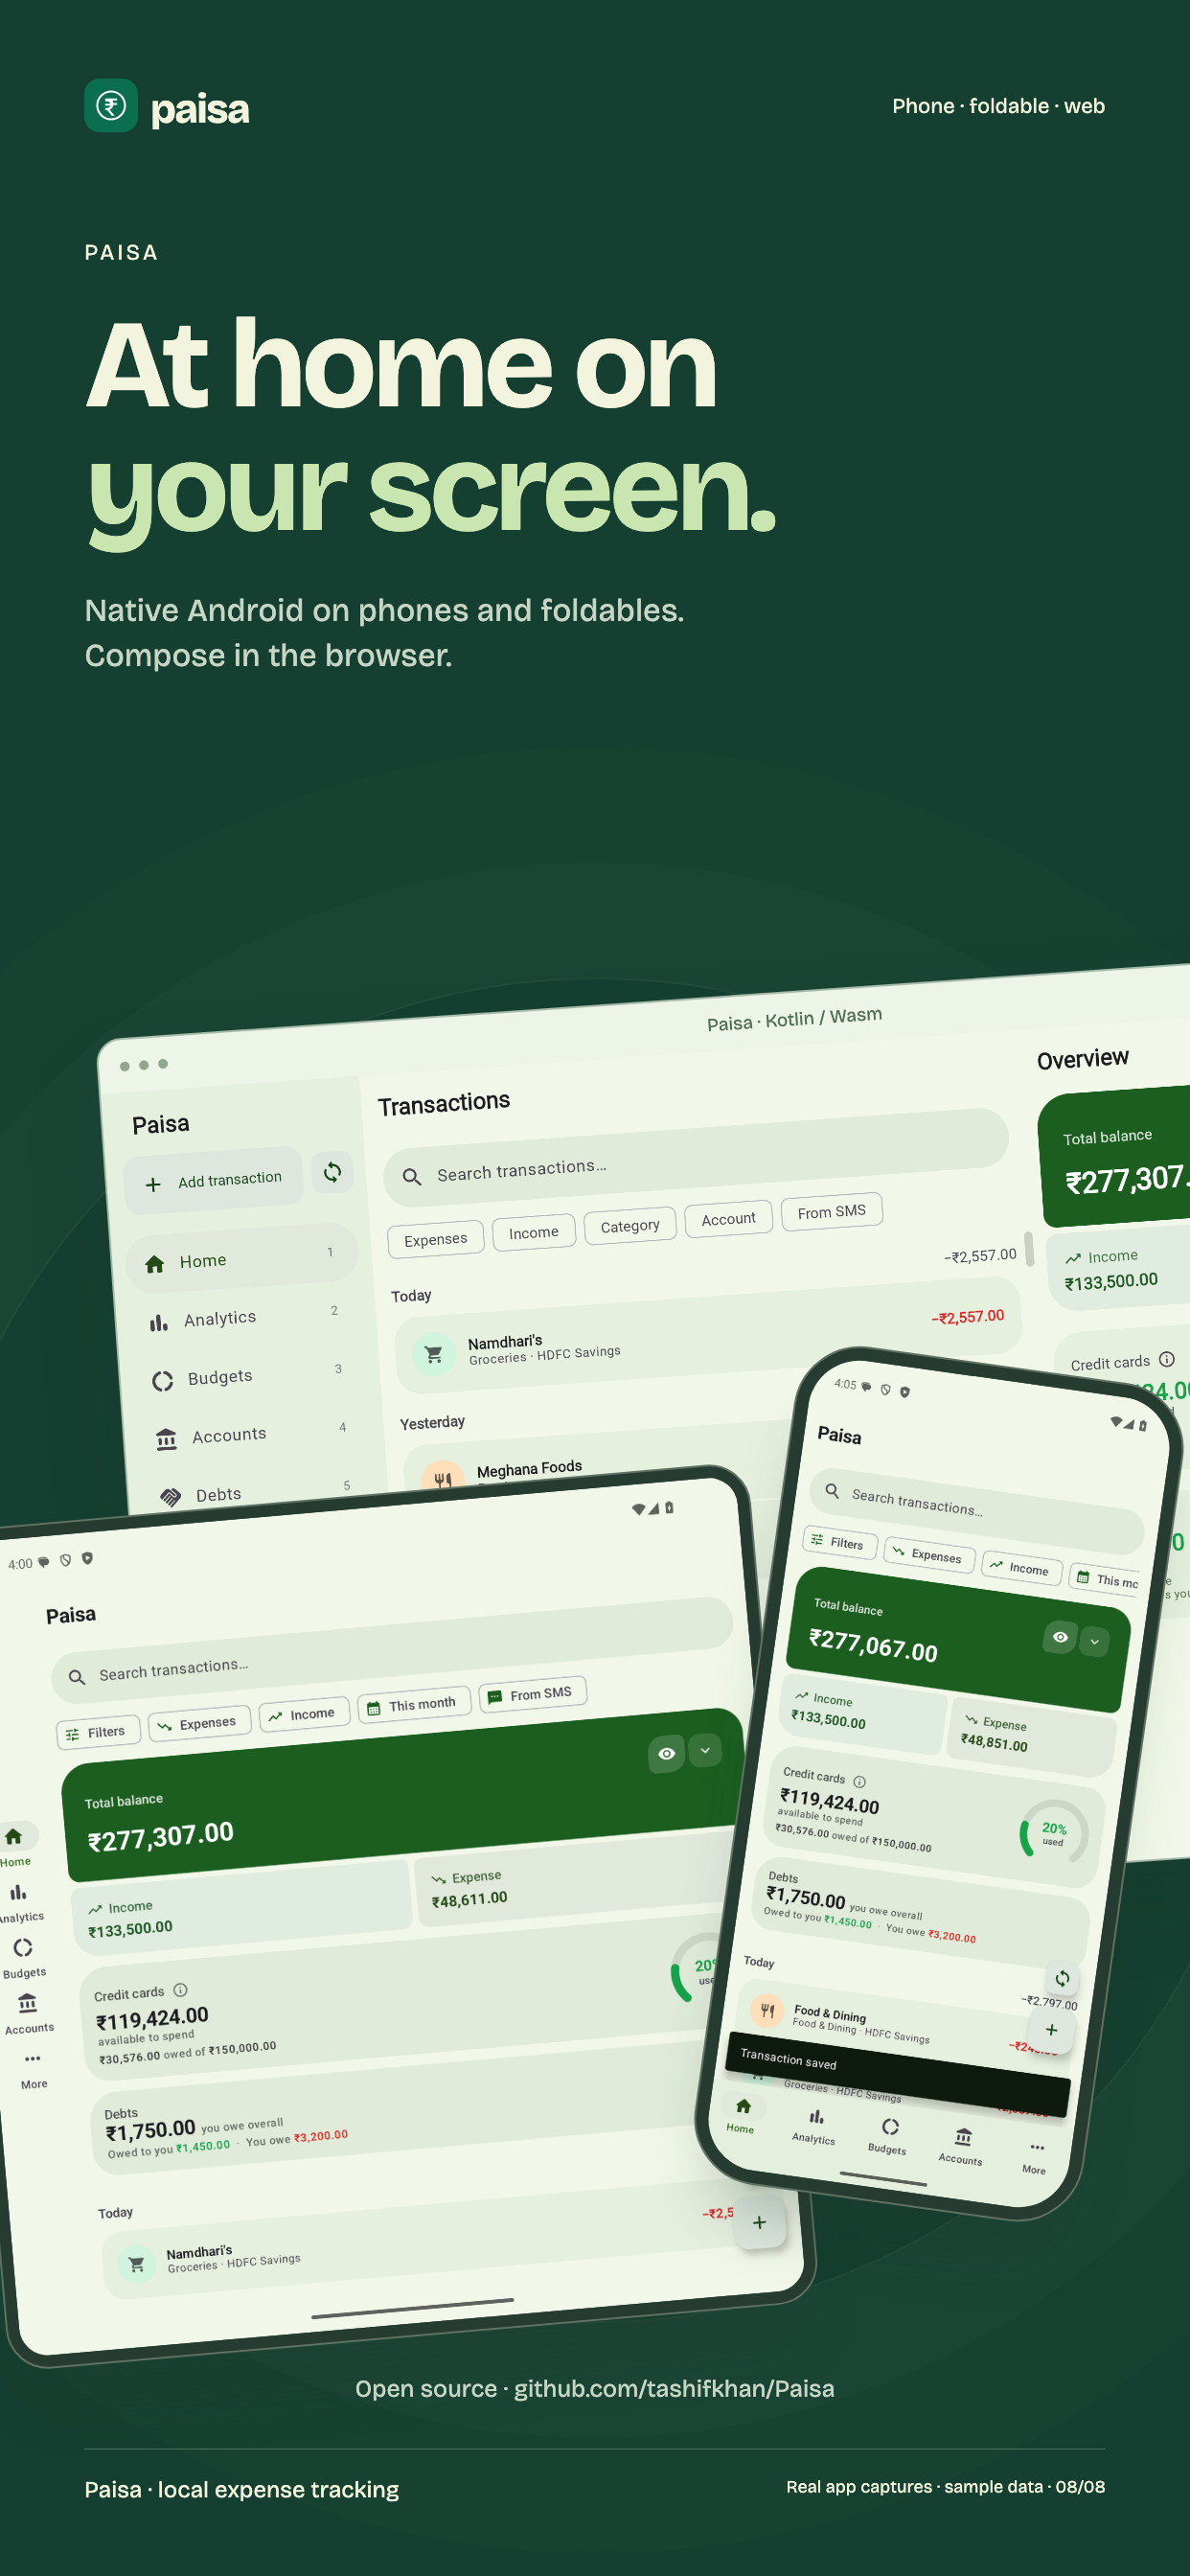 paisa
Phone · foldable · web
PAISA
At home on
your screen.
Native Android on phones and foldables.
Compose in the browser.
Paisa · Kotlin / Wasm
Paisa
Add transaction
Home 1
Analytics 2
Budgets 3
Accounts 4
Debts 5
Transactions
Search transactions...
Expenses Income Category Account From SMS
−₹2,557.00
Today
Namdhari's
Groceries · HDFC Savings
−₹2,557.00
Yesterday
Meghana Foods
Overview
Total balance
₹277,307.
Income
₹133,500.00
Credit cards
4:00
Paisa
Search transactions...
Filters Expenses Income This month From SMS
Total balance
₹277,307.00
Income
₹133,500.00
Expense
₹48,611.00
Credit cards
₹119,424.00
available to spend
₹30,576.00 owed of ₹150,000.00
Debts
₹1,750.00 you owe overall
Owed to you ₹1,450.00 · You owe ₹3,200.00
Today
Namdhari's
Groceries · HDFC Savings
−₹2,5
Home
Analytics
Budgets
Accounts
More
4:05
Paisa
Search transactions...
Filters Expenses Income This mo
Total balance
₹277,067.00
Income
₹133,500.00
Expense
₹48,851.00
Credit cards
₹119,424.00
available to spend
₹30,576.00 owed of ₹150,000.00
20%
used
Debts
₹1,750.00 you owe overall
Owed to you ₹1,450.00 · You owe ₹3,200.00
Today
−₹2,797.00
Food & Dining
Food & Dining · HDFC Savings
Transaction saved
Groceries · HDFC Savings
Home
Analytics
Budgets
Accounts
More
Open source · github.com/tashifkhan/Paisa
Paisa · local expense tracking
Real app captures · sample data · 08/08